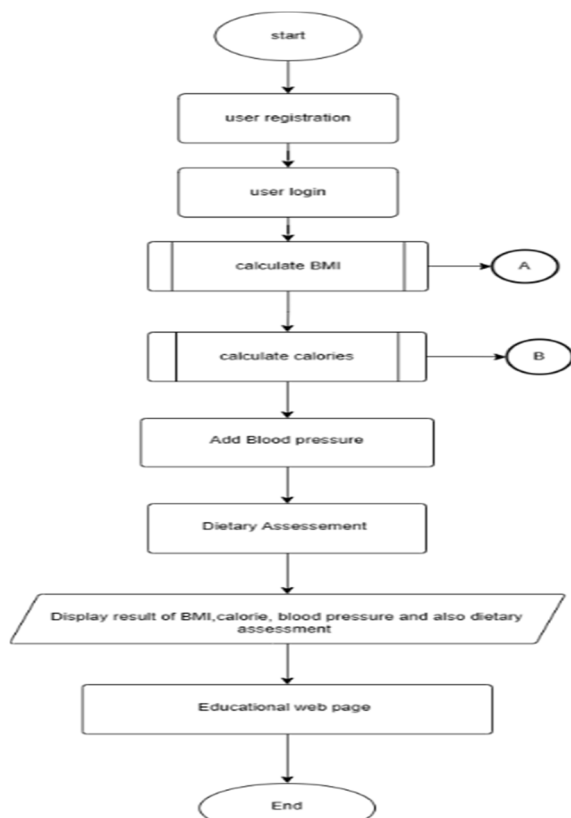 start
user registration
user login
calculate BMI
A
calculate calories
B
Add Blood pressure
Dietary Assessement
Display result of BMI,calorie, blood pressure and also dietary
assessment
Educational web page
End